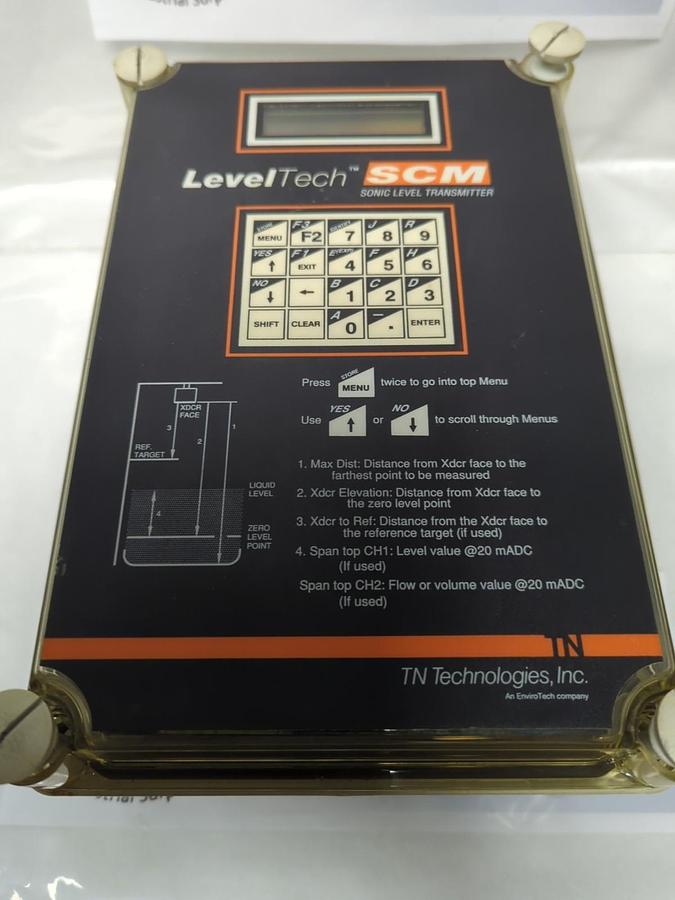 strial Surp
LevelTech™ SCM
SONIC LEVEL TRANSMITTER
STORE MENU F3 F2 IDENTIFY 7 J 8 R 9
YES ↑ F1 EXIT 4 F 5 H 6
NO ↓ ← B 1 C 2 D 3
SHIFT CLEAR A 0 – . ENTER
Press STORE MENU twice to go into top Menu
Use YES ↑ or NO ↓ to scroll through Menus
XDCR
FACE
3
2
1
REF.
TARGET
LIQUID
LEVEL
4
ZERO
LEVEL
POINT
1. Max Dist: Distance from Xdcr face to the
farthest point to be measured
2. Xdcr Elevation: Distance from Xdcr face to
the zero level point
3. Xdcr to Ref: Distance from the Xdcr face to
the reference target (if used)
4. Span top CH1: Level value @20 mADC
(If used)
Span top CH2: Flow or volume value @20 mADC
(If used)
TN
TN Technologies, Inc.
An EnviroTech company
strial Surp